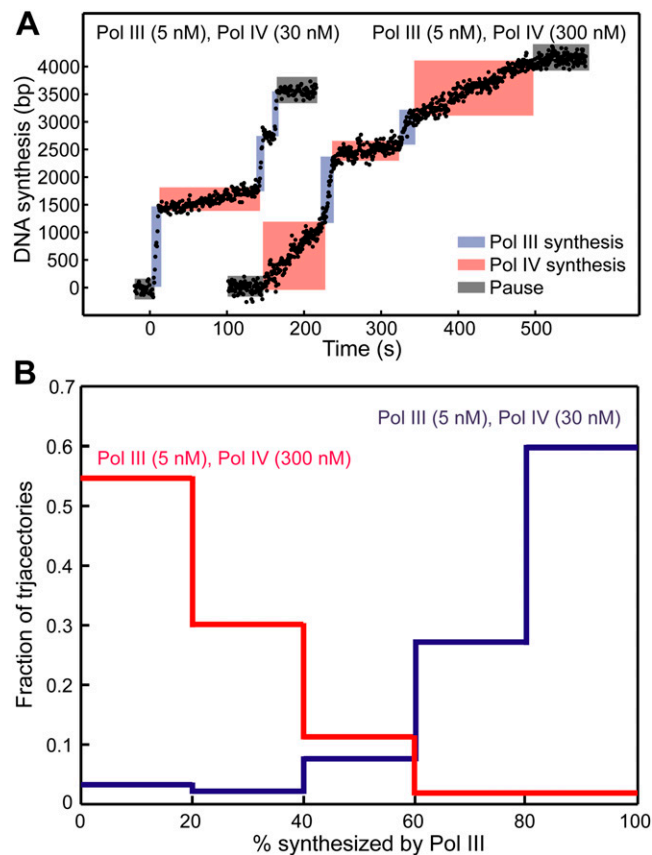 A
Pol III (5 nM), Pol IV (30 nM)
Pol III (5 nM), Pol IV (300 nM)
DNA synthesis (bp)
4000
3500
3000
2500
2000
1500
1000
500
0
Pol III synthesis
Pol IV synthesis
Pause
0
100
200
300
400
500
Time (s)
B
0.7
0.6
0.5
0.4
0.3
0.2
0.1
0
Fraction of trjacectories
Pol III (5 nM), Pol IV (30 nM)
Pol III (5 nM), Pol IV (300 nM)
0
20
40
60
80
100
% synthesized by Pol III